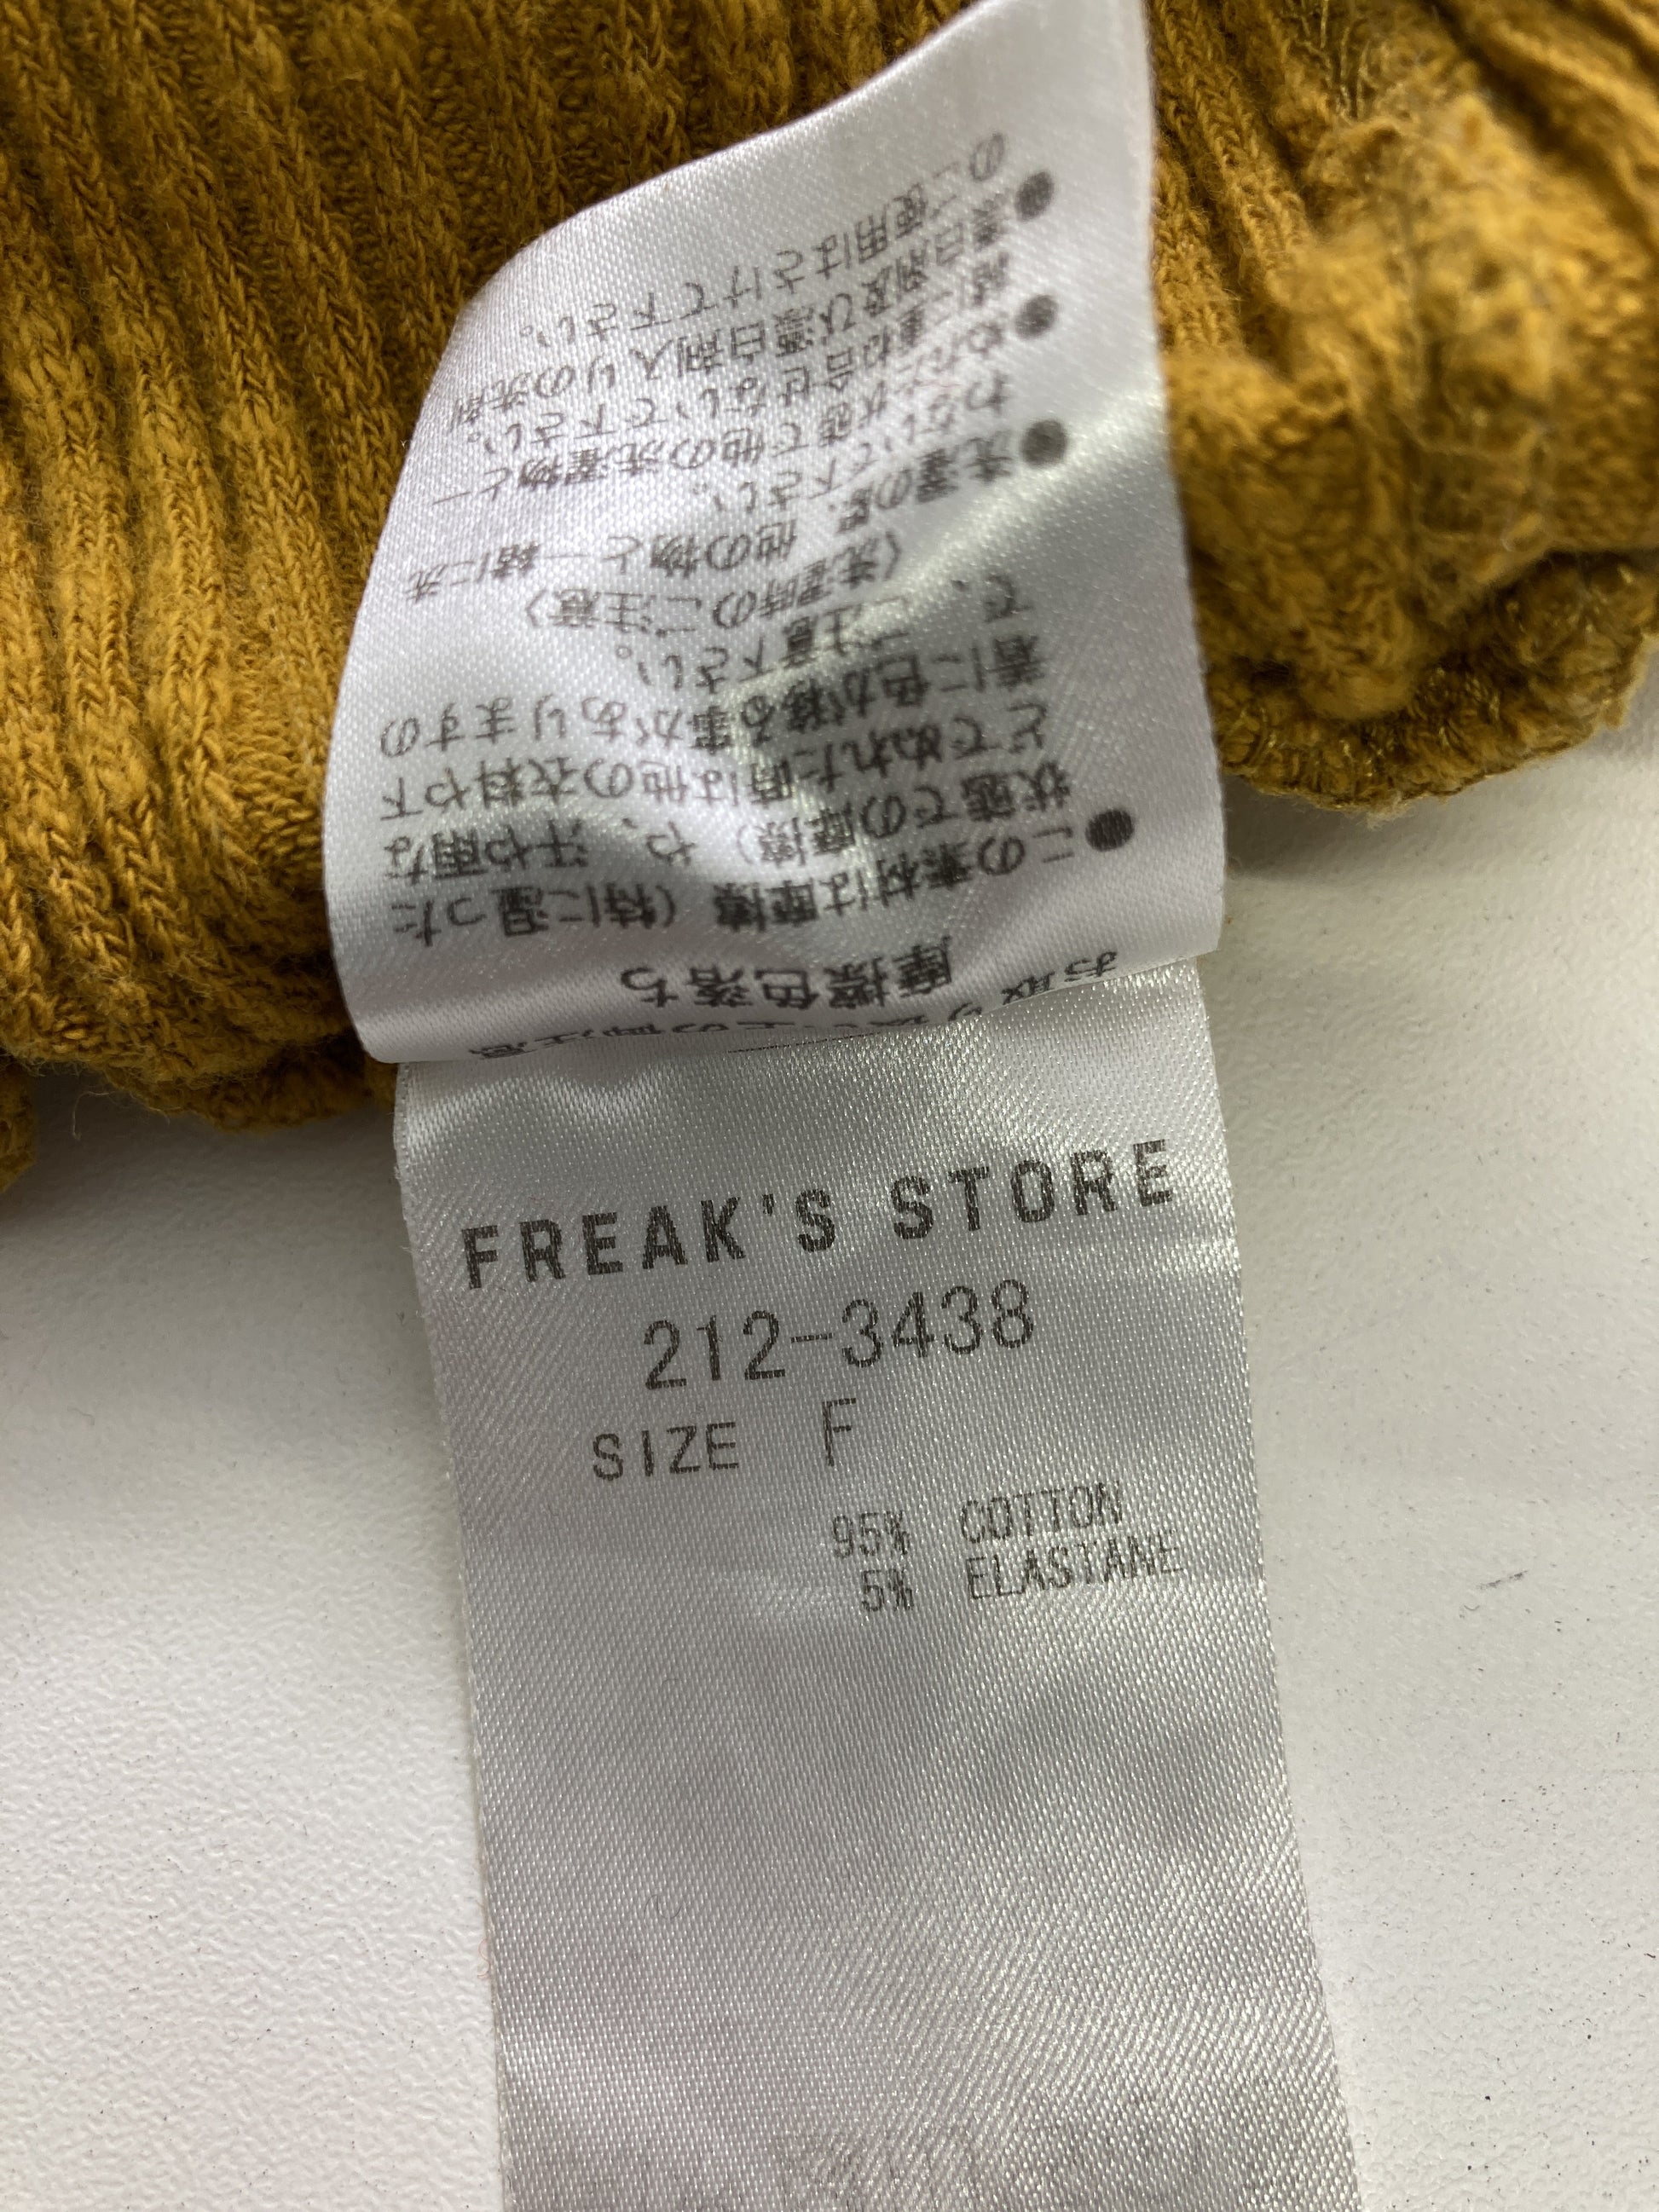 お取り扱い上の御注意
摩擦色落ち
●この素材は摩擦(特に湿った
状態での摩擦)や、汗や雨な
どでぬれた時は他の衣料や下
着に色が移る事がありますの
で、ご注意下さい。
〈洗濯時のご注意〉
●洗濯の際、他の物と一緒に洗
わないで下さい。
●ぬれた状態で他の洗濯物と一
緒に重ね合せないで下さい。
●漂白剤及び漂白剤入りの洗剤
のご使用はさけて下さい。
FREAK'S STORE
212-3438
SIZE F
95% COTTON
5% ELASTANE